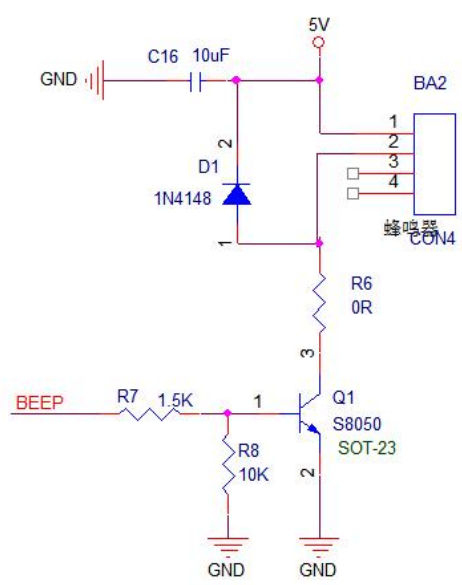 5V
C16 10uF
GND
BA2
1
2
3
4
2
D1
1N4148
1
蜂鸣器
CON4
R6
0R
3
R7 1.5K
BEEP
1
Q1
S8050
SOT-23
R8
10K
2
GND
GND